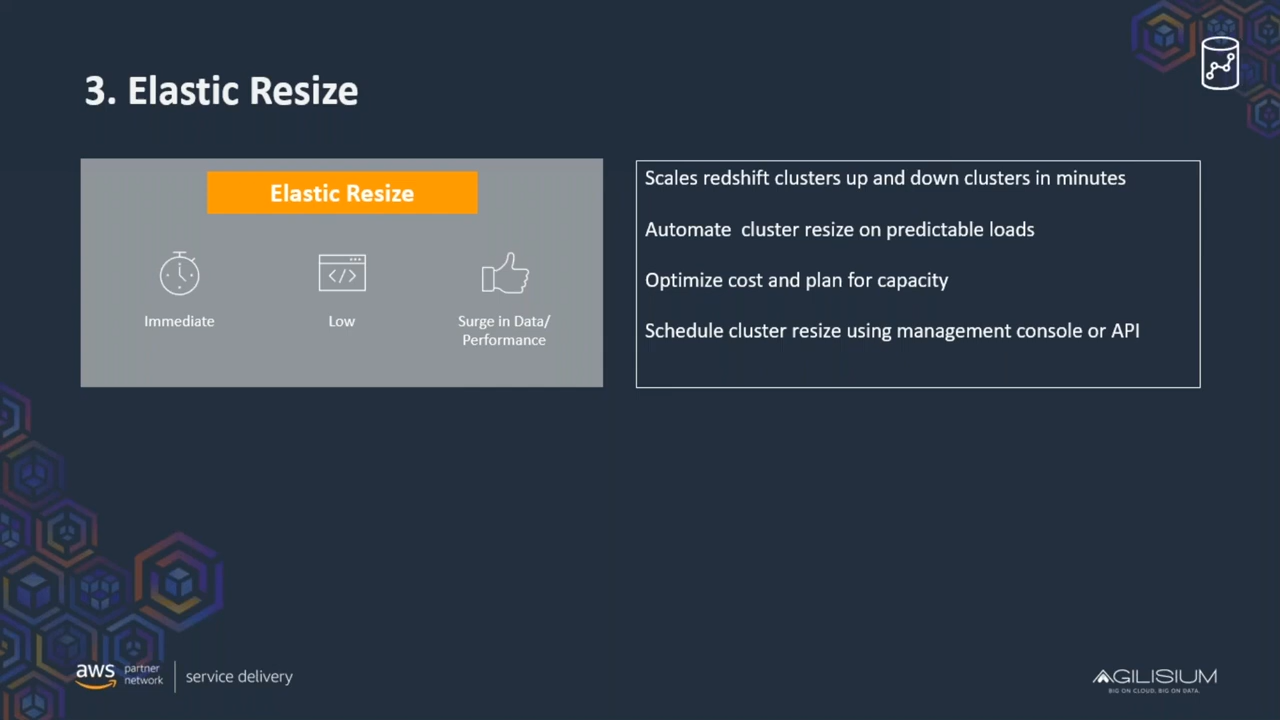 3. Elastic Resize
Elastic Resize
Immediate
Low
Surge in Data/
Performance
Scales redshift clusters up and down clusters in minutes
Automate  cluster resize on predictable loads
Optimize cost and plan for capacity
Schedule cluster resize using management console or API
aws
partner
network
service delivery
AGILISIUM
BIG ON CLOUD, BIG ON DATA.